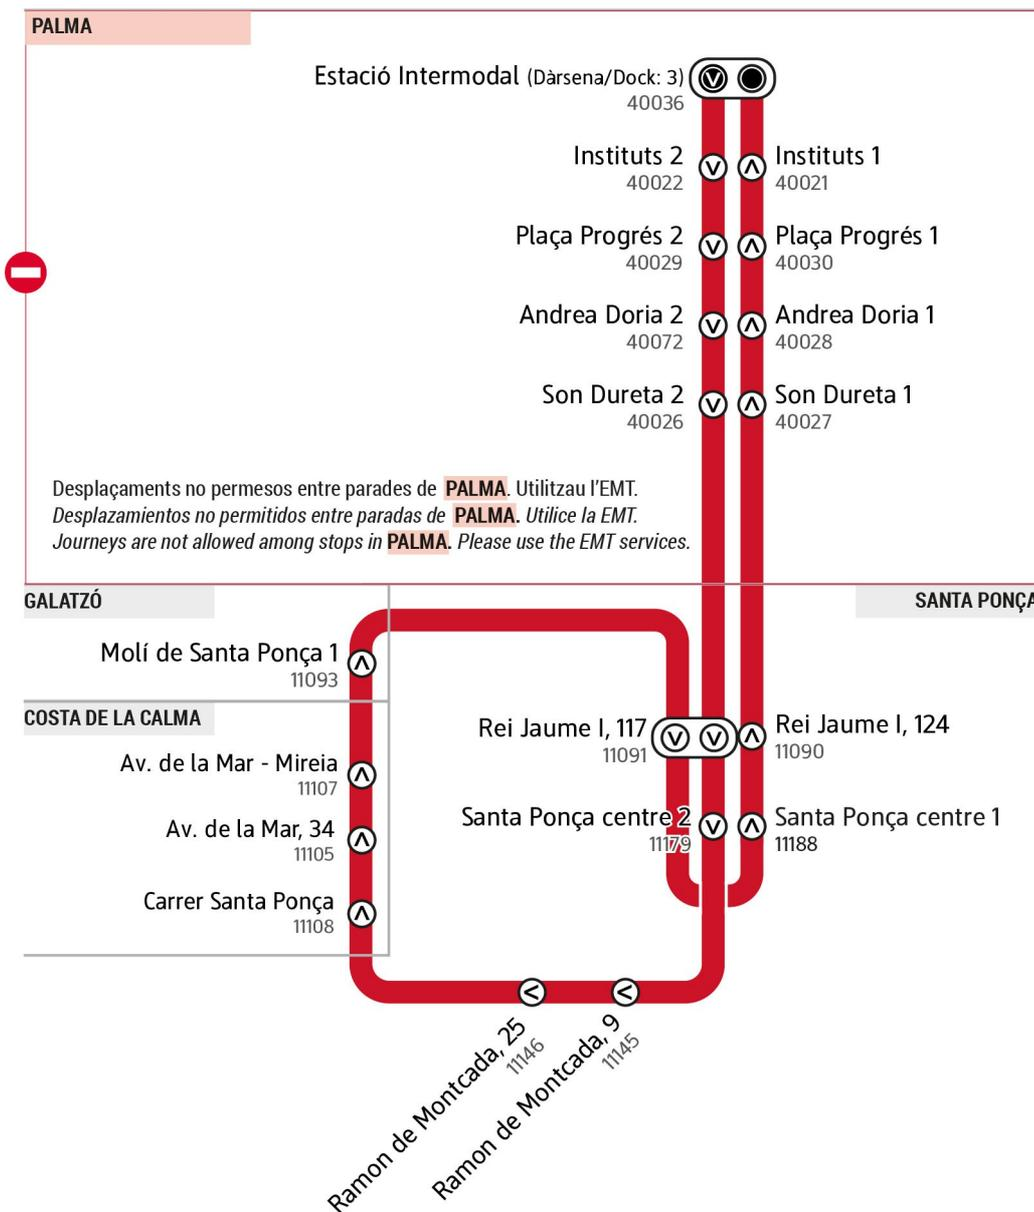 PALMA
Estació Intermodal (Dàrsena/Dock: 3)
40036
Instituts 2
40022
Instituts 1
40021
Plaça Progrés 2
40029
Plaça Progrés 1
40030
Andrea Doria 2
40072
Andrea Doria 1
40028
Son Dureta 2
40026
Son Dureta 1
40027
Desplaçaments no permesos entre parades de PALMA. Utilitzau l'EMT.
Desplazamientos no permitidos entre paradas de PALMA. Utilice la EMT.
Journeys are not allowed among stops in PALMA. Please use the EMT services.
GALATZÓ
SANTA PONÇA
Molí de Santa Ponça 1
11093
COSTA DE LA CALMA
Rei Jaume I, 117
11091
Rei Jaume I, 124
11090
Av. de la Mar - Mireia
11107
Av. de la Mar, 34
11105
Santa Ponça centre 2
11179
Santa Ponça centre 1
11188
Carrer Santa Ponça
11108
Ramon de Montcada, 25
11146
Ramon de Montcada, 9
11145